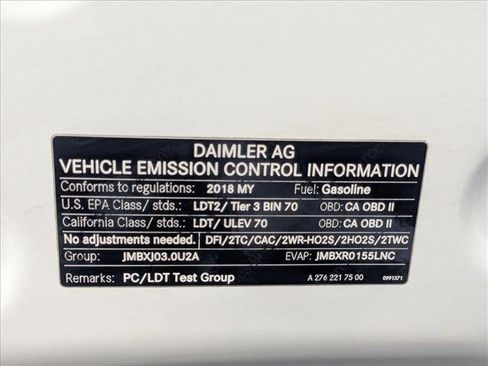 DAIMLER AG
VEHICLE EMISSION CONTROL INFORMATION
Conforms to regulations: 2018 MY Fuel: Gasoline
U.S. EPA Class/ stds.: LDT2/ Tier 3 BIN 70 OBD: CA OBD II
California Class/ stds.: LDT/ ULEV 70 OBD: CA OBD II
No adjustments needed. DFI/2TC/CAC/2WR-HO2S/2HO2S/2TWC
Group: JMBXJ03.0U2A EVAP: JMBXR0155LNC
Remarks: PC/LDT Test Group A 276 221 75 00 0991371